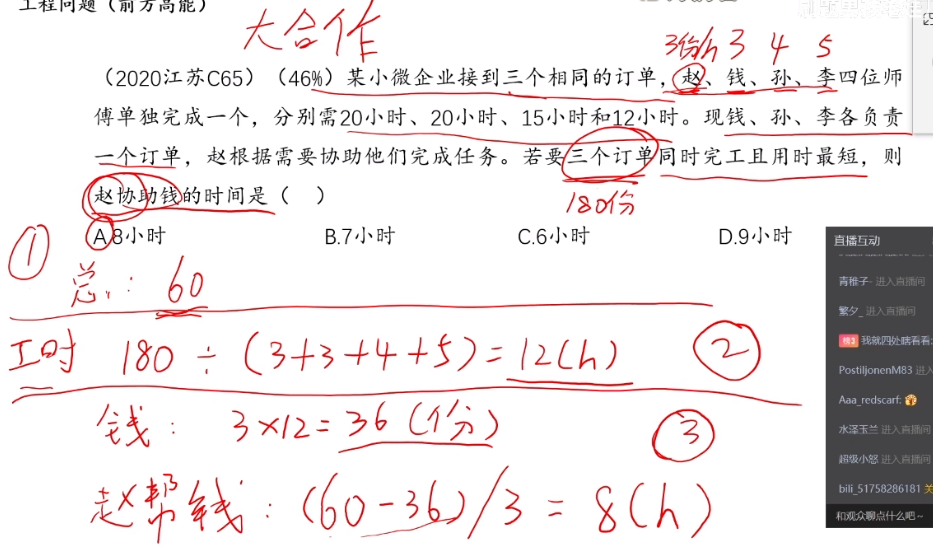 工程问题（前方高能）
大合作
3份/h 3 4 5
（2020江苏C65）（46%）某小微企业接到三个相同的订单，赵、钱、孙、李四位师
傅单独完成一个，分别需20小时、20小时、15小时和12小时。现钱、孙、李各负责
一个订单，赵根据需要协助他们完成任务。若要三个订单同时完工且用时最短，则
赵协助钱的时间是（ ）
180份
A.8小时 B.7小时 C.6小时 D.9小时
①
总：60
工时 180÷(3+3+4+5)=12(h) ②
钱：3×12=36(个份) ③
赵帮钱：(60-36)/3=8(h)
直播互动
青稚子- 进入直播间
繁夕_ 进入直播间
榜3 我就四处瞎看看:
PostiljonenM83 进入
Aaa_redscarf:
水泽玉兰 进入直播间
超级小怒 进入直播间
bili_51758286181 关
和观众聊点什么吧~